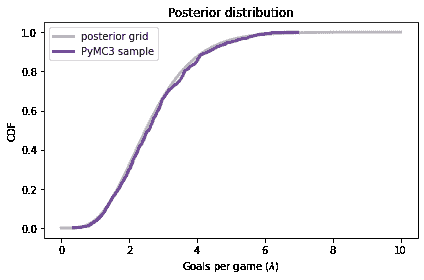 Posterior distribution
posterior grid
PyMC3 sample
CDF
1.0
0.8
0.6
0.4
0.2
0.0
0 2 4 6 8 10
Goals per game (λ)